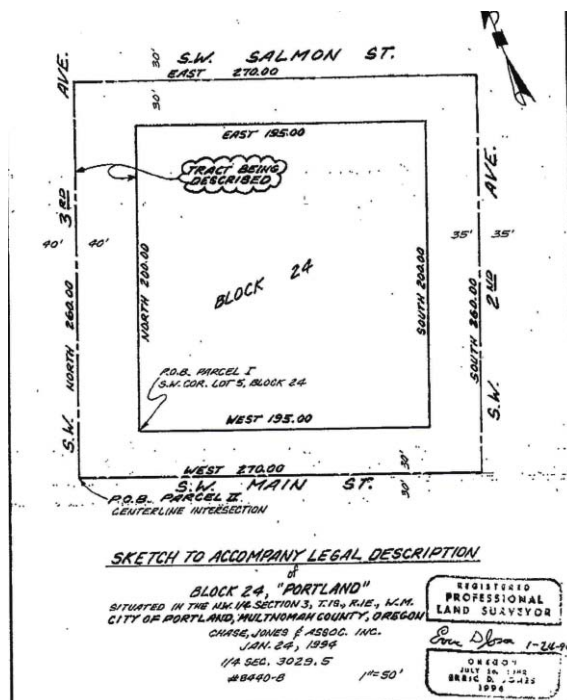 S.W. SALMON ST.
30'
EAST 270.00
30'
AVE.
EAST 195.00
TRACT BEING
DESCRIBED
3RD
AVE.
40' 40'
35' 35'
BLOCK 24
NORTH 200.00
SOUTH 200.00
NORTH 260.00
SOUTH 260.00
2ND
S.W.
S.W.
P.O.B. PARCEL I
S.W. COR. LOT 5, BLOCK 24
WEST 195.00
30'
WEST 270.00
30'
S.W. MAIN ST.
P.O.B. PARCEL II
CENTERLINE INTERSECTION
SKETCH TO ACCOMPANY LEGAL DESCRIPTION
of
BLOCK 24, "PORTLAND"
SITUATED IN THE N.W. 1/4 SECTION 3, T.1S., R.1E., W.M.
CITY OF PORTLAND, MULTNOMAH COUNTY, OREGON
CHASE, JONES & ASSOC. INC.
JAN. 24, 1994
1/4 SEC. 3029.5
#8440-B 1"=50'
REGISTERED
PROFESSIONAL
LAND SURVEYOR
OREGON